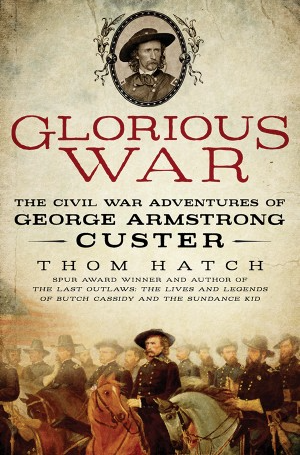 GLORIOUS
WAR
THE CIVIL WAR ADVENTURES OF
GEORGE ARMSTRONG
CUSTER
THOM HATCH
SPUR AWARD WINNER AND AUTHOR OF
THE LAST OUTLAWS: THE LIVES AND LEGENDS
OF BUTCH CASSIDY AND THE SUNDANCE KID